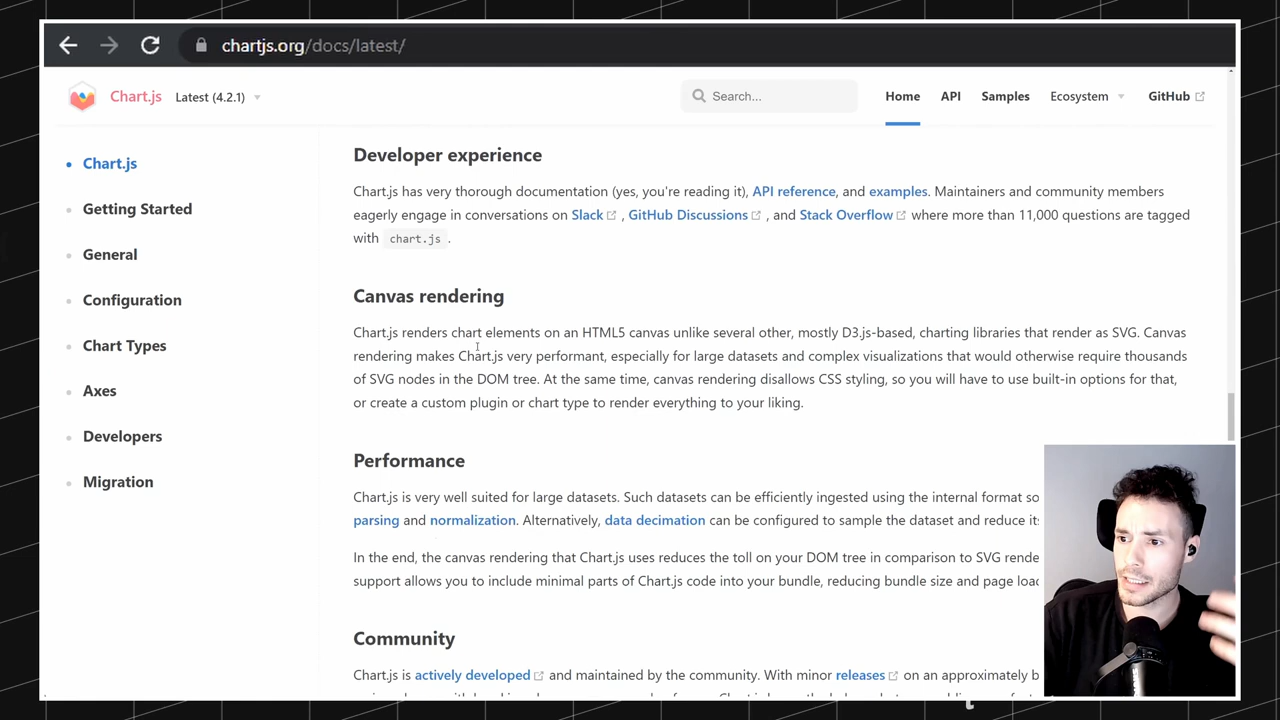 chartjs.org/docs/latest/
Chart.js Latest (4.2.1) Search... Home API Samples Ecosystem GitHub
Chart.js
Getting Started
General
Configuration
Chart Types
Axes
Developers
Migration
Developer experience
Chart.js has very thorough documentation (yes, you're reading it), API reference, and examples. Maintainers and community members
eagerly engage in conversations on Slack , GitHub Discussions , and Stack Overflow where more than 11,000 questions are tagged
with chart.js .
Canvas rendering
Chart.js renders chart elements on an HTML5 canvas unlike several other, mostly D3.js-based, charting libraries that render as SVG. Canvas
rendering makes Chart.js very performant, especially for large datasets and complex visualizations that would otherwise require thousands
of SVG nodes in the DOM tree. At the same time, canvas rendering disallows CSS styling, so you will have to use built-in options for that,
or create a custom plugin or chart type to render everything to your liking.
Performance
Chart.js is very well suited for large datasets. Such datasets can be efficiently ingested using the internal format so
parsing and normalization. Alternatively, data decimation can be configured to sample the dataset and reduce
In the end, the canvas rendering that Chart.js uses reduces the toll on your DOM tree in comparison to SVG
support allows you to include minimal parts of Chart.js code into your bundle, reducing bundle size and page
Community
Chart.js is actively developed and maintained by the community. With minor releases on an approximately